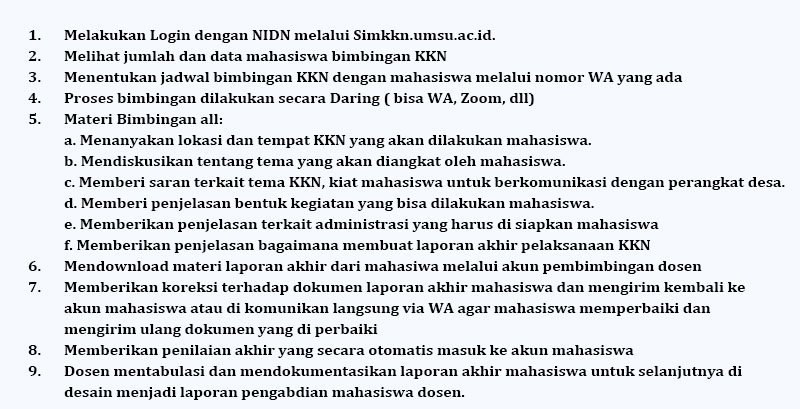 1. Melakukan Login dengan NIDN melalui Simkkn.umsu.ac.id.
2. Melihat jumlah dan data mahasiswa bimbingan KKN
3. Menentukan jadwal bimbingan KKN dengan mahasiswa melalui nomor WA yang ada
4. Proses bimbingan dilakukan secara Daring ( bisa WA, Zoom, dll)
5. Materi Bimbingan all:
a. Menanyakan lokasi dan tempat KKN yang akan dilakukan mahasiswa.
b. Mendiskusikan tentang tema yang akan diangkat oleh mahasiswa.
c. Memberi saran terkait tema KKN, kiat mahasiswa untuk berkomunikasi dengan perangkat desa.
d. Memberi penjelasan bentuk kegiatan yang bisa dilakukan mahasiswa.
e. Memberikan penjelasan terkait administrasi yang harus di siapkan mahasiswa
f. Memberikan penjelasan bagaimana membuat laporan akhir pelaksanaan KKN
6. Mendownload materi laporan akhir dari mahasiwa melalui akun pembimbingan dosen
7. Memberikan koreksi terhadap dokumen laporan akhir mahasiswa dan mengirim kembali ke
akun mahasiswa atau di komunikan langsung via WA agar mahasiswa memperbaiki dan
mengirim ulang dokumen yang di perbaiki
8. Memberikan penilaian akhir yang secara otomatis masuk ke akun mahasiswa
9. Dosen mentabulasi dan mendokumentasikan laporan akhir mahasiswa untuk selanjutnya di
desain menjadi laporan pengabdian mahasiswa dosen.